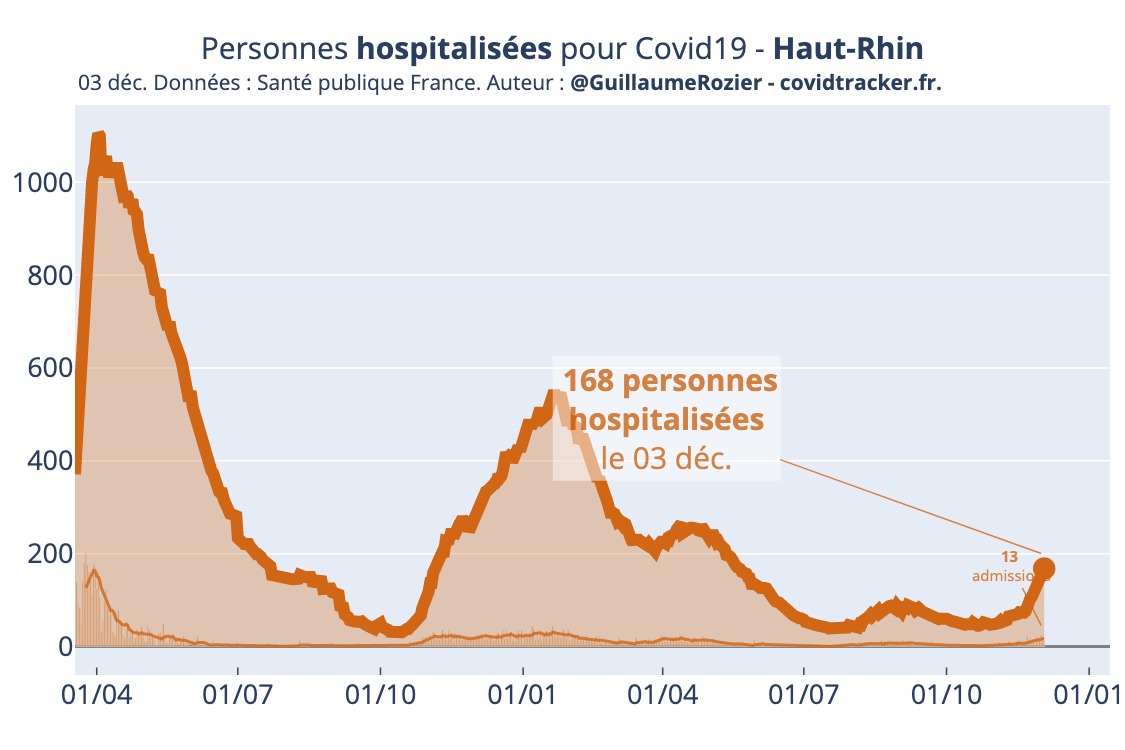 Personnes hospitalisées pour Covid19 - Haut-Rhin
03 déc. Données : Santé publique France. Auteur : @GuillaumeRozier - covidtracker.fr.
1000
800
600
400
200
0
168 personnes
hospitalisées
le 03 déc.
13
admissions
01/04
01/07
01/10
01/01
01/04
01/07
01/10
01/01